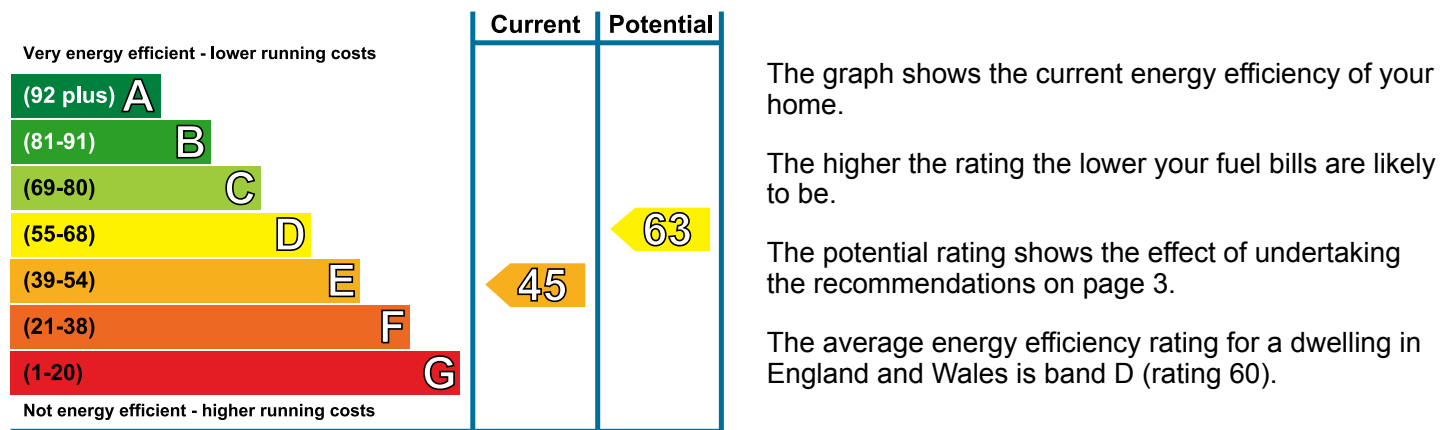 Current Potential
Very energy efficient - lower running costs
(92 plus) A
(81-91) B
(69-80) C
(55-68) D
63
(39-54) E
45
(21-38) F
(1-20) G
Not energy efficient - higher running costs
The graph shows the current energy efficiency of your
home.
The higher the rating the lower your fuel bills are likely
to be.
The potential rating shows the effect of undertaking
the recommendations on page 3.
The average energy efficiency rating for a dwelling in
England and Wales is band D (rating 60).